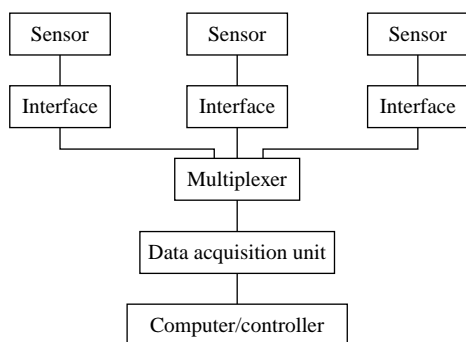 Sensor Sensor Sensor
Interface Interface Interface
Multiplexer
Data acquisition unit
Computer/controller